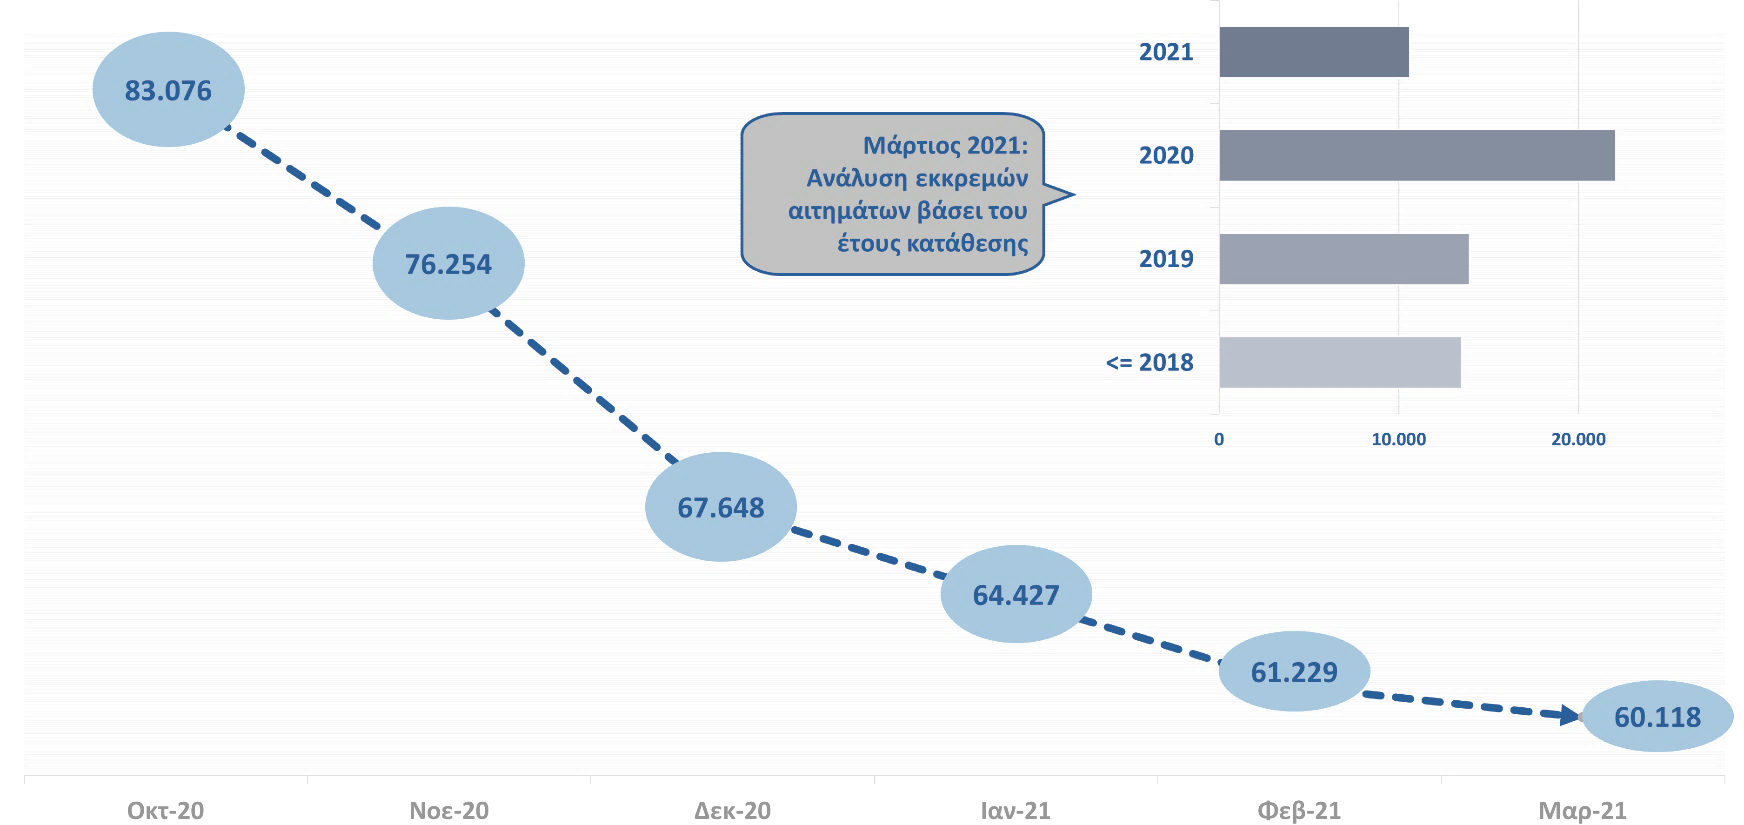 83.076
76.254
67.648
64.427
61.229
60.118
Οκτ-20
Νοε-20
Δεκ-20
Ιαν-21
Φεβ-21
Μαρ-21
Μάρτιος 2021:
Ανάλυση εκκρεμών
αιτημάτων βάσει του
έτους κατάθεσης
2021
2020
2019
<= 2018
0
10.000
20.000